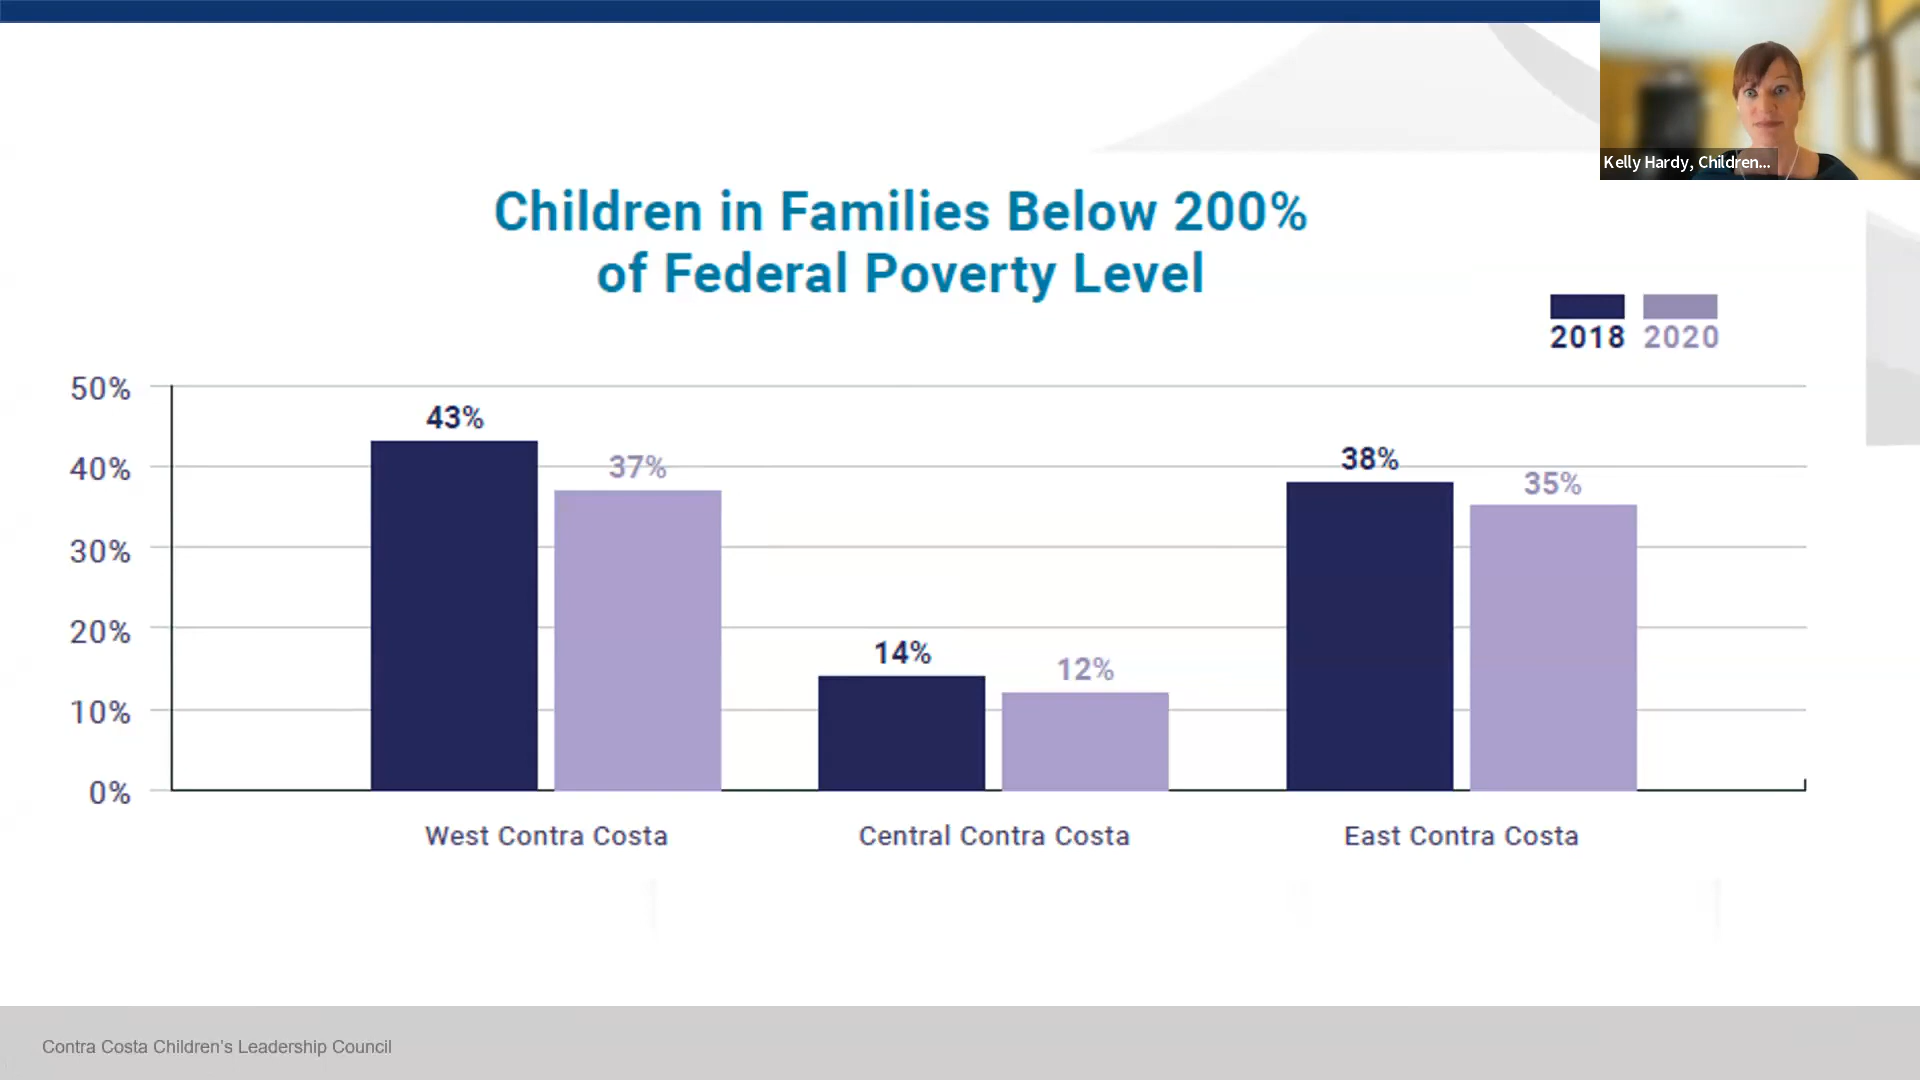 Kelly Hardy, Children...
Children in Families Below 200%
of Federal Poverty Level
2018 2020
50%
40%
30%
20%
10%
0%
43%
37%
14%
12%
38%
35%
West Contra Costa
Central Contra Costa
East Contra Costa
Contra Costa Children's Leadership Council